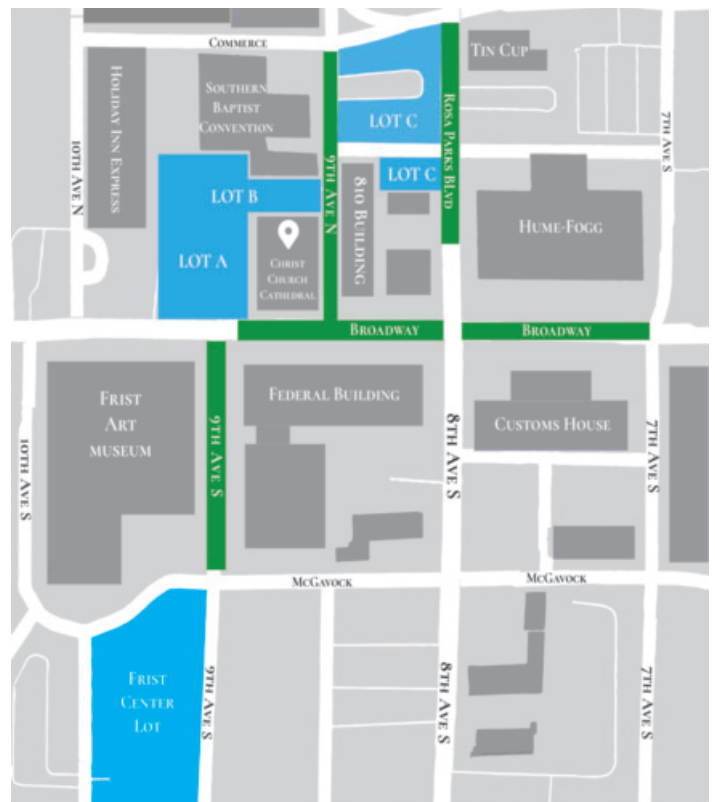 Commerce
Tin Cup
Holiday Inn Express
Southern
Baptist
Convention
LOT C
Rosa Parks Blvd
7th Ave S
10th Ave N
9th Ave N
LOT C
810 Building
LOT B
Hume-Fogg
LOT A
Christ
Church
Cathedral
Broadway
Broadway
Frist
Art
museum
9th Ave S
Federal Building
8th Ave S
Customs House
7th Ave S
10th Ave S
McGavock
McGavock
Frist
Center
Lot
9th Ave S
8th Ave S
7th Ave S